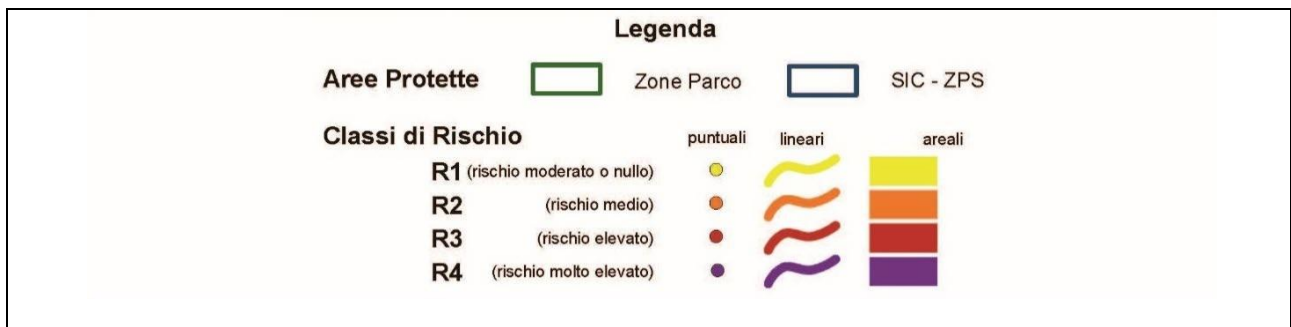 Legenda
Aree Protette Zone Parco SIC - ZPS
Classi di Rischio puntuali lineari areali
R1 (rischio moderato o nullo)
R2 (rischio medio)
R3 (rischio elevato)
R4 (rischio molto elevato)